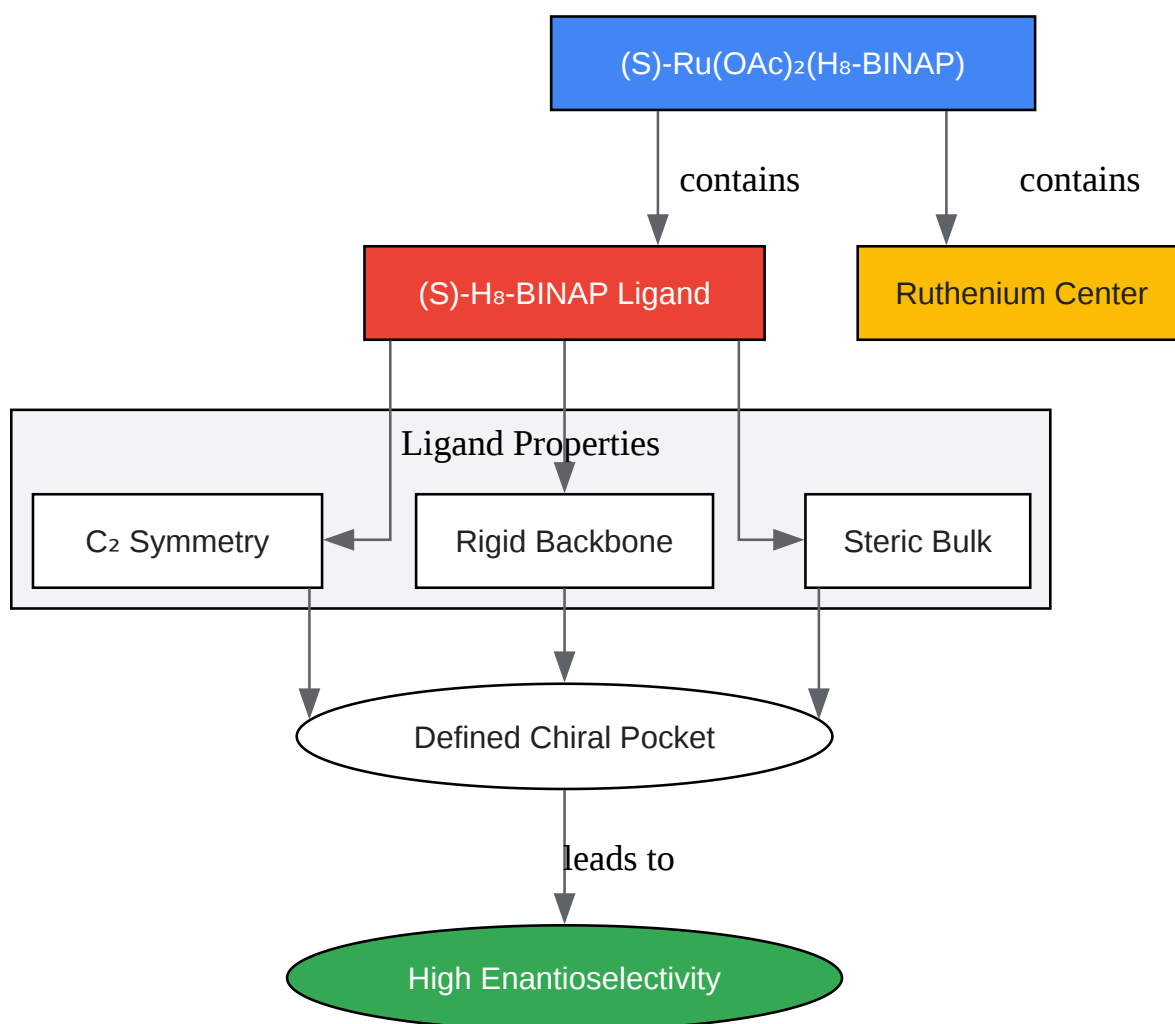 (S)-Ru(OAc)₂(H₈-BINAP)
contains
contains
(S)-H₈-BINAP Ligand
Ruthenium Center
Ligand Properties
C₂ Symmetry
Rigid Backbone
Steric Bulk
Defined Chiral Pocket
leads to
High Enantioselectivity